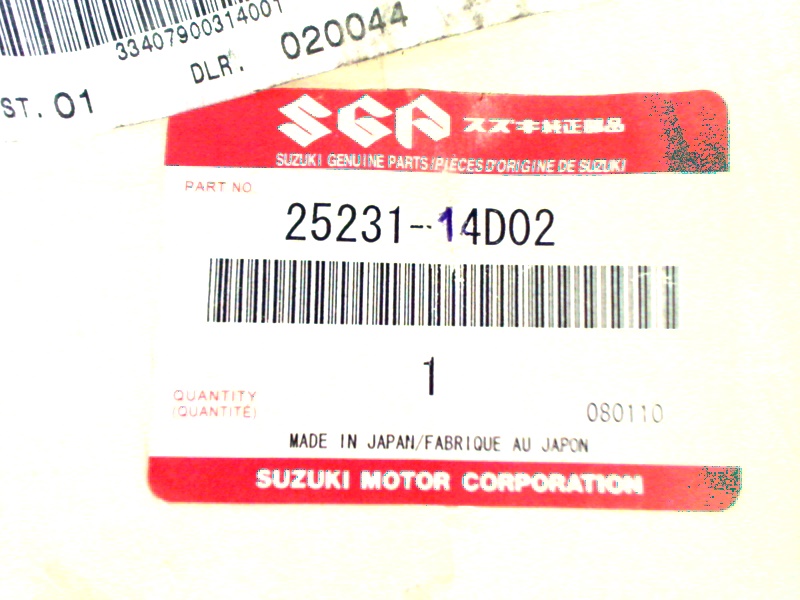 33407900314001
DLR. 020044
ST. 01
SGP スズキ純正部品
SUZUKI GENUINE PARTS/PIECES D'ORIGINE DE SUZUKI
PART NO
25231-14D02
1
QUANTITY
(QUANTITÉ)
080110
MADE IN JAPAN/FABRIQUE AU JAPON
SUZUKI MOTOR CORPORATION